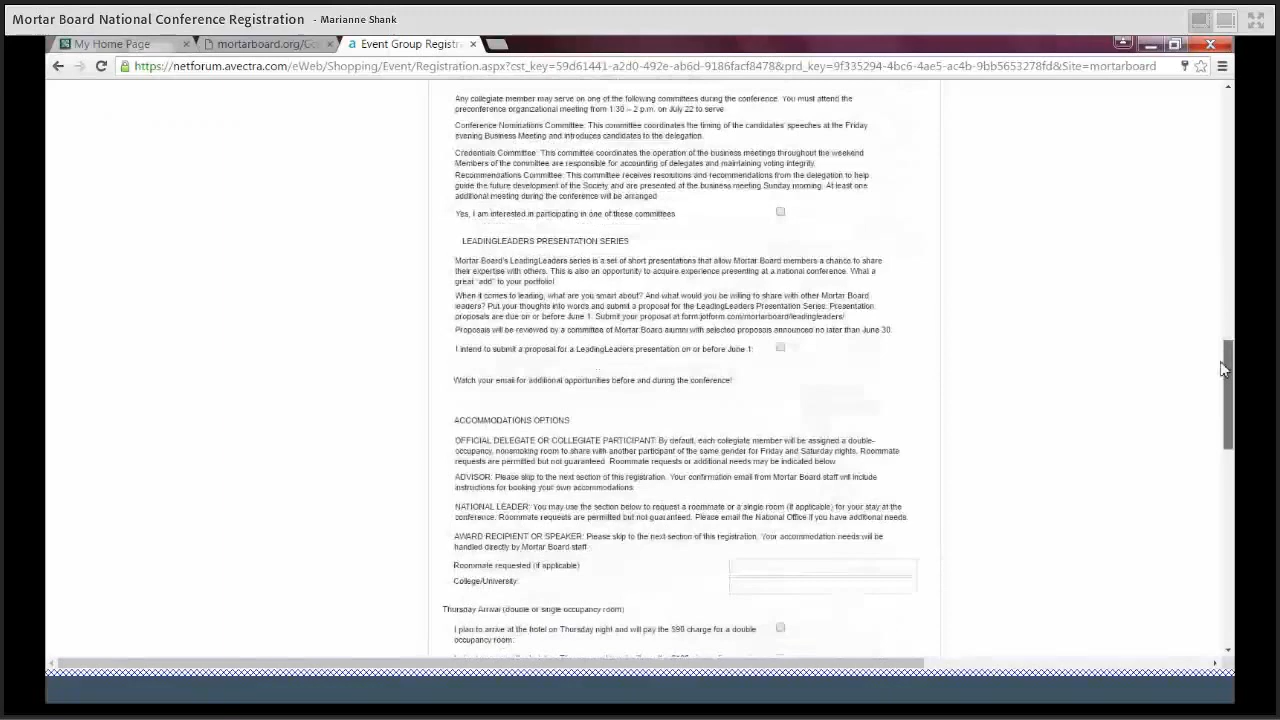 Mortar Board National Conference Registration - Marianne Shank
My Home Page
mortarboard.org/Co
Event Group Registr
https://netforum.avectra.com/eWeb/Shopping/Event/Registration.aspx?cst_key=59d61441-a2d0-492e-ab6d-9186facf8478&prd_key=9f335294-4bc6-4ae5-ac4b-9bb5653278fd&Site=mortarboard
Any collegiate member may serve on one of the following committees during the conference. You must attend the
preconference organizational meeting from 1:30 – 2 p.m. on July 22 to serve
Conference Nominations Committee: This committee coordinates the timing of the candidates' speeches at the Friday
evening Business Meeting and introduces candidates to the delegation.
Credentials Committee: This committee coordinates the operation of the business meetings throughout the weekend
Members of the committee are responsible for accounting of delegates and maintaining voting integrity.
Recommendations Committee: This committee receives resolutions and recommendations from the delegation to help
guide the future development of the Society and are presented at the business meeting Sunday morning. At least one
additional meeting during the conference will be arranged
Yes, I am interested in participating in one of these committees
LEADINGLEADERS PRESENTATION SERIES
Mortar Board's LeadingLeaders series is a set of short presentations that allow Mortar Board members a chance to share
their expertise with others. This is also an opportunity to acquire experience presenting at a national conference. What a
great "add" to your portfolio!
When it comes to leading, what are you smart about? And what would you be willing to share with other Mortar Board
leaders? Put your thoughts into words and submit a proposal for the LeadingLeaders Presentation Series. Presentation
proposals are due on or before June 1. Submit your proposal at form.jotform.com/mortarboard/leadingleaders/
Proposals will be reviewed by a committee of Mortar Board alumni with selected proposals announced no later than June 30.
I intend to submit a proposal for a LeadingLeaders presentation on or before June 1:
Watch your email for additional opportunities before and during the conference!
ACCOMMODATIONS OPTIONS
OFFICIAL DELEGATE OR COLLEGIATE PARTICIPANT: By default, each collegiate member will be assigned a double-
occupancy, nonsmoking room to share with another participant of the same gender for Friday and Saturday nights. Roommate
requests are permitted but not guaranteed. Roommate requests or additional needs may be indicated below
ADVISOR: Please skip to the next section of this registration. Your confirmation email from Mortar Board staff will include
instructions for booking your own accommodations
NATIONAL LEADER: You may use the section below to request a roommate or a single room (if applicable) for your stay at the
conference. Roommate requests are permitted but not guaranteed. Please email the National Office if you have additional needs.
AWARD RECIPIENT OR SPEAKER: Please skip to the next section of this registration. Your accommodation needs will be
handled directly by Mortar Board staff
Roommate requested (if applicable)
College/University:
Thursday Arrival (double or single occupancy room)
I plan to arrive at the hotel on Thursday night and will pay the $90 charge for a double
occupancy room: